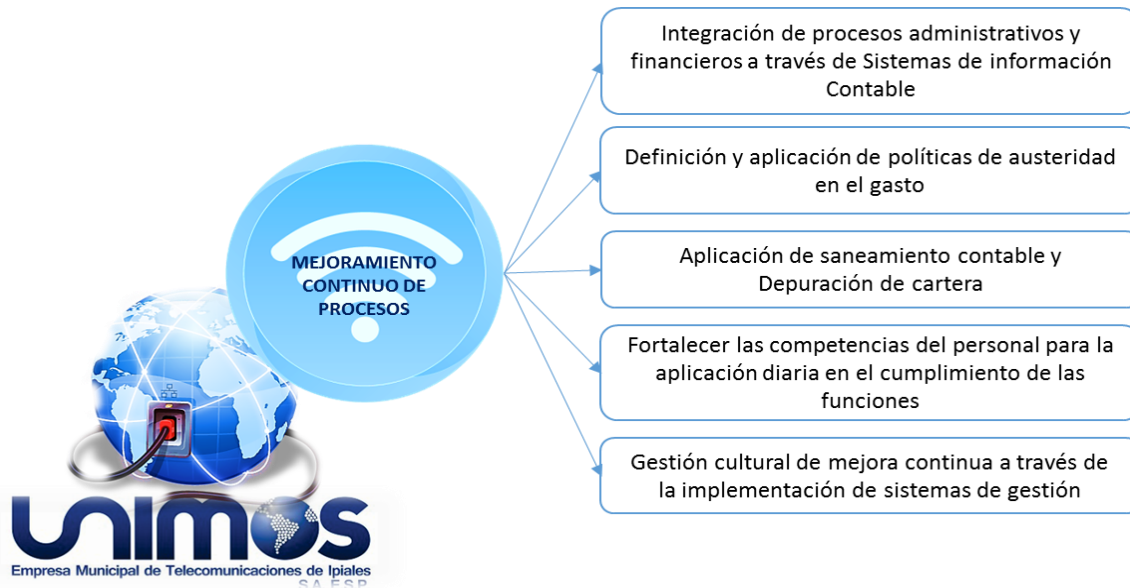 Integración de procesos administrativos y
financieros a través de Sistemas de información
Contable
Definición y aplicación de políticas de austeridad
en el gasto
MEJORAMIENTO
CONTINUO DE
PROCESOS
Aplicación de saneamiento contable y
Depuración de cartera
Fortalecer las competencias del personal para la
aplicación diaria en el cumplimiento de las
funciones
Gestión cultural de mejora continua a través de
la implementación de sistemas de gestión
UNIMOS
Empresa Municipal de Telecomunicaciones de Ipiales
S.A E.S.P